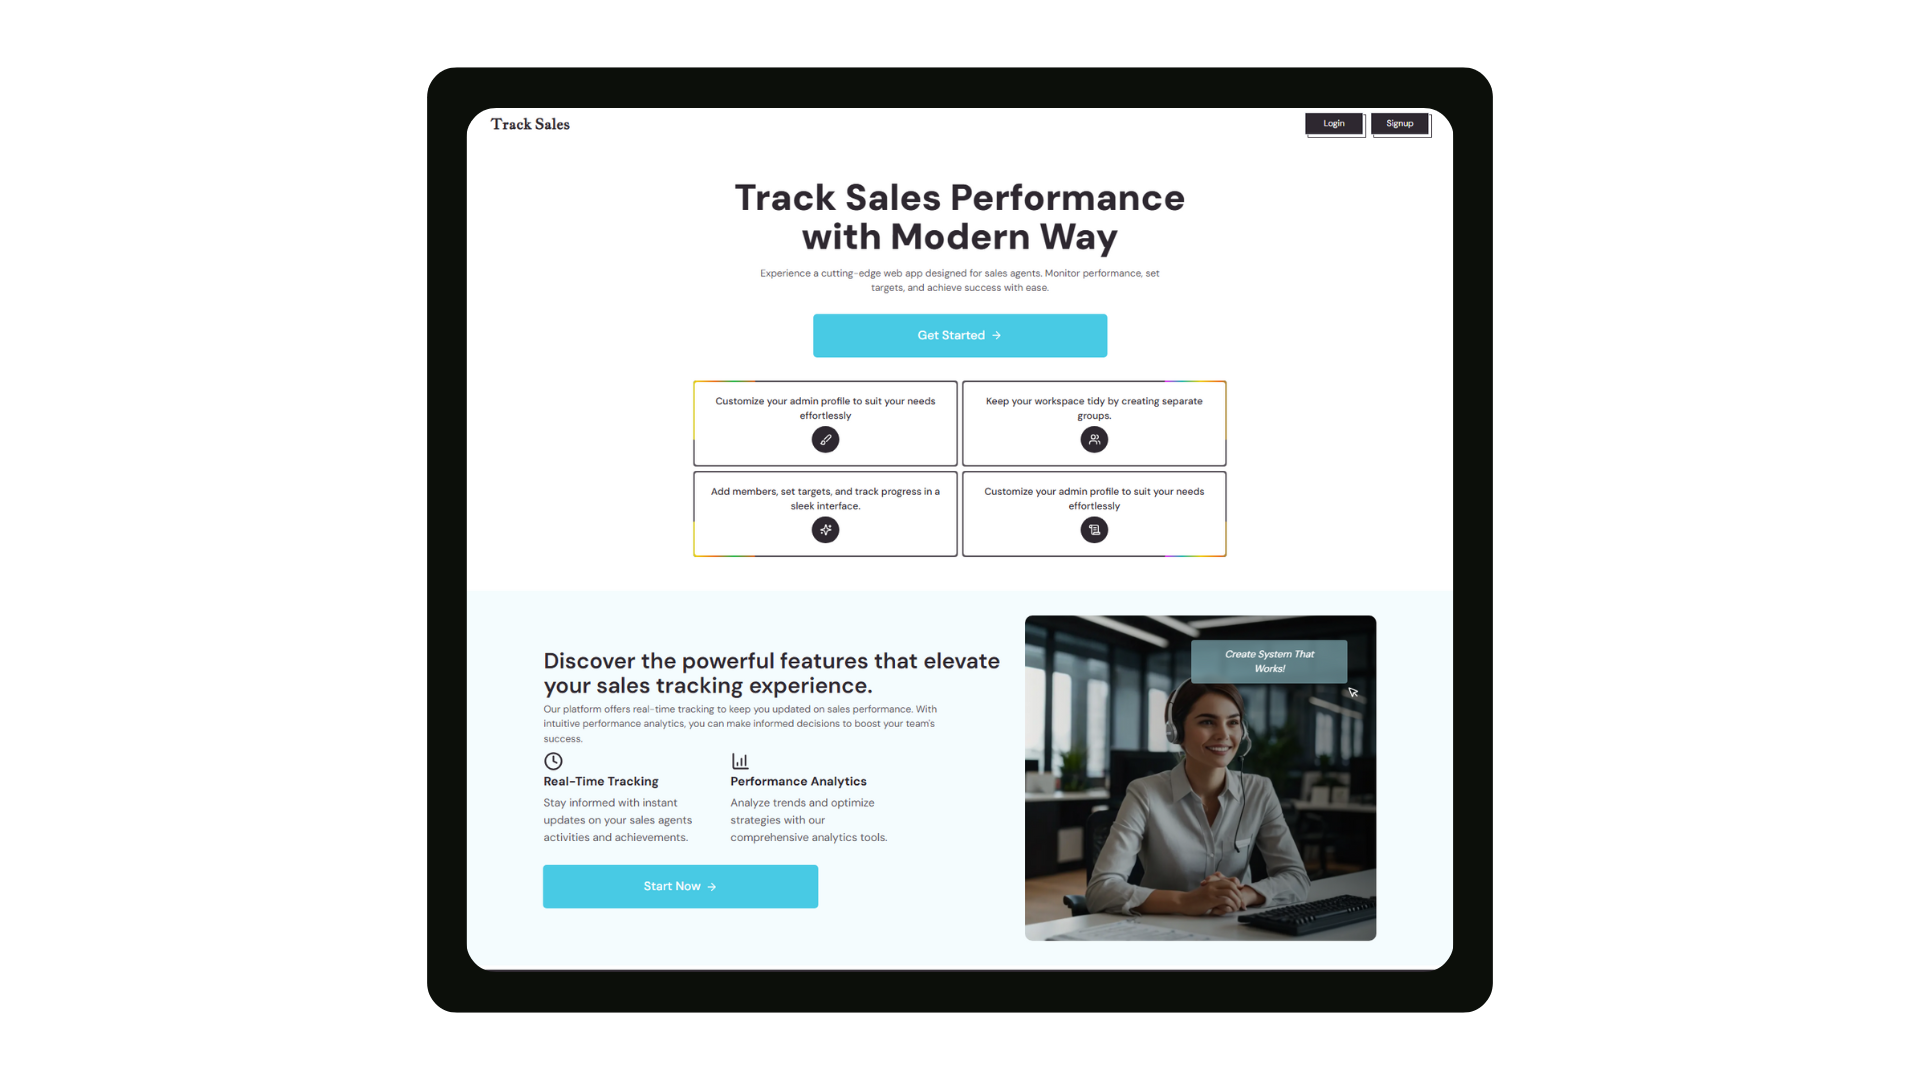 Track Sales
Login
Signup
Track Sales Performance
with Modern Way
Experience a cutting-edge web app designed for sales agents. Monitor performance, set
targets, and achieve success with ease.
Get Started
Customize your admin profile to suit your needs
effortlessly
Keep your workspace tidy by creating separate
groups.
Add members, set targets, and track progress in a
sleek interface.
Customize your admin profile to suit your needs
effortlessly
Discover the powerful features that elevate
your sales tracking experience.
Our platform offers real-time tracking to keep you updated on sales performance. With
intuitive performance analytics, you can make informed decisions to boost your team's
success.
Real-Time Tracking
Stay informed with instant
updates on your sales agents
activities and achievements.
Performance Analytics
Analyze trends and optimize
strategies with our
comprehensive analytics tools.
Start Now
Create System That
Works!